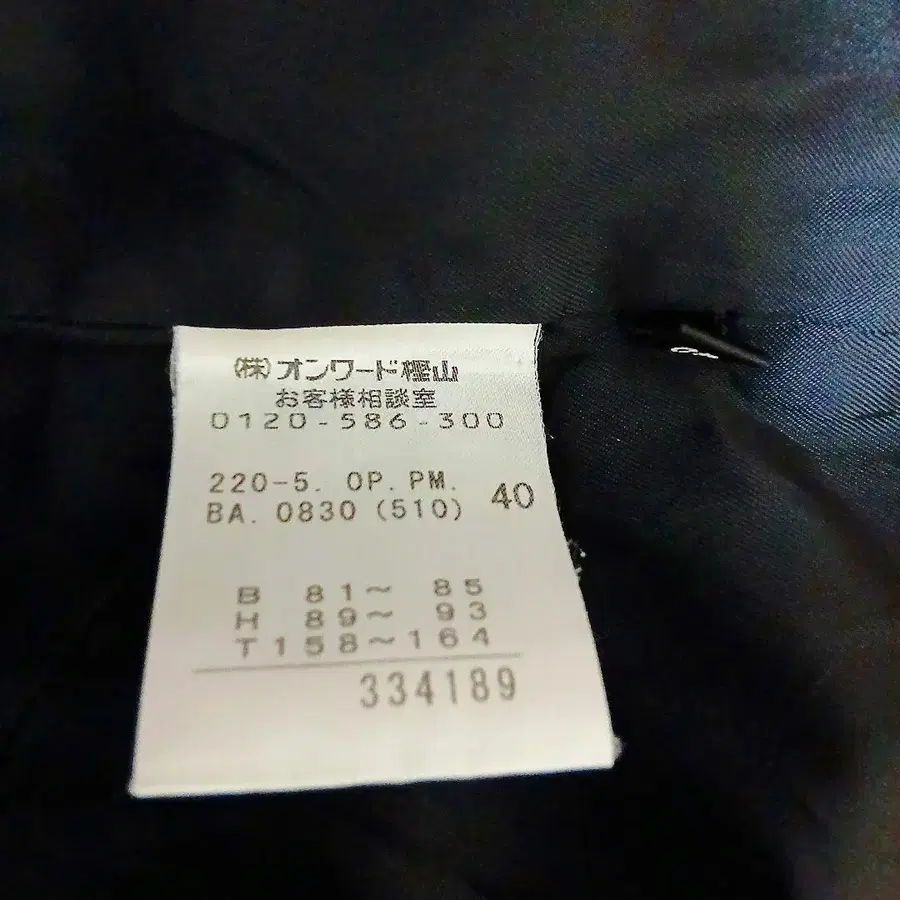 (株)オンワード樫山
お客様相談室
0120-586-300
220-5. OP. PM.
BA. 0830 (510) 40
B 81~ 85
H 89~ 93
T 158~164
334189